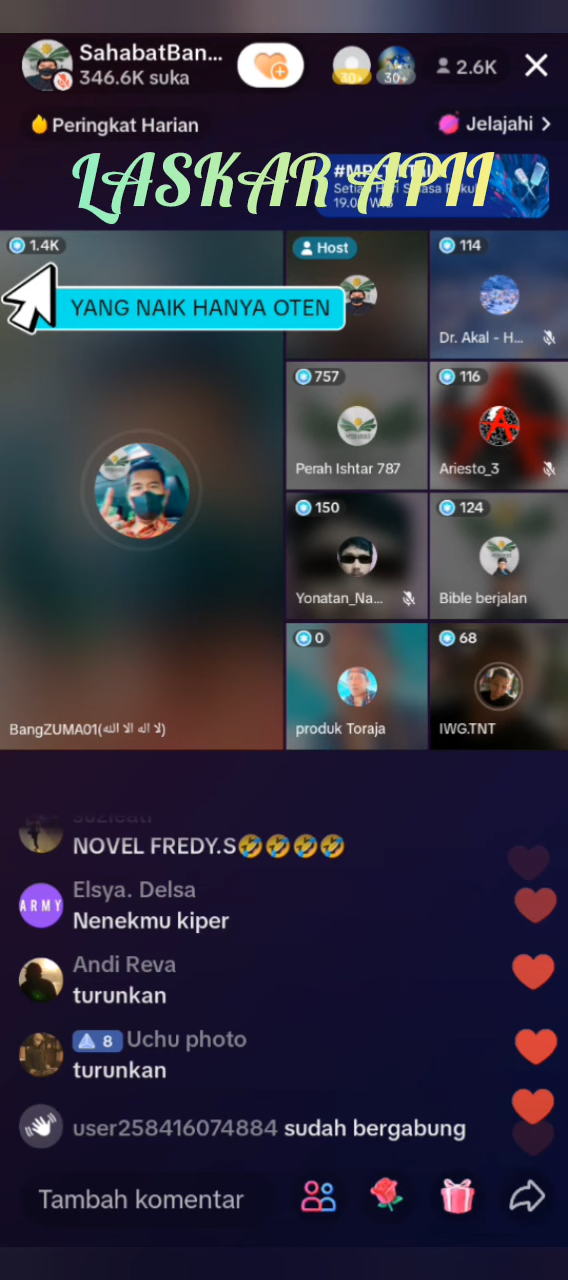 SahabatBan...
346.6K suka
30+
30+
2.6K
Peringkat Harian
Jelajahi
LASKAR APII
19.0 WIB
1.4K
Host
114
YANG NAIK HANYA OTEN
Dr. Akal - H...
757
116
Perah Ishtar 787
Ariesto_3
150
124
Yonatan_Na...
Bible berjalan
0
68
BangZUMA01(لا اله الا الله)
produk Toraja
IWG.TNT
NOVEL FREDY.S🤣🤣🤣🤣
ARMY
Elsya. Delsa
Nenekmu kiper
Andi Reva
turunkan
8 Uchu photo
turunkan
user258416074884 sudah bergabung
Tambah komentar